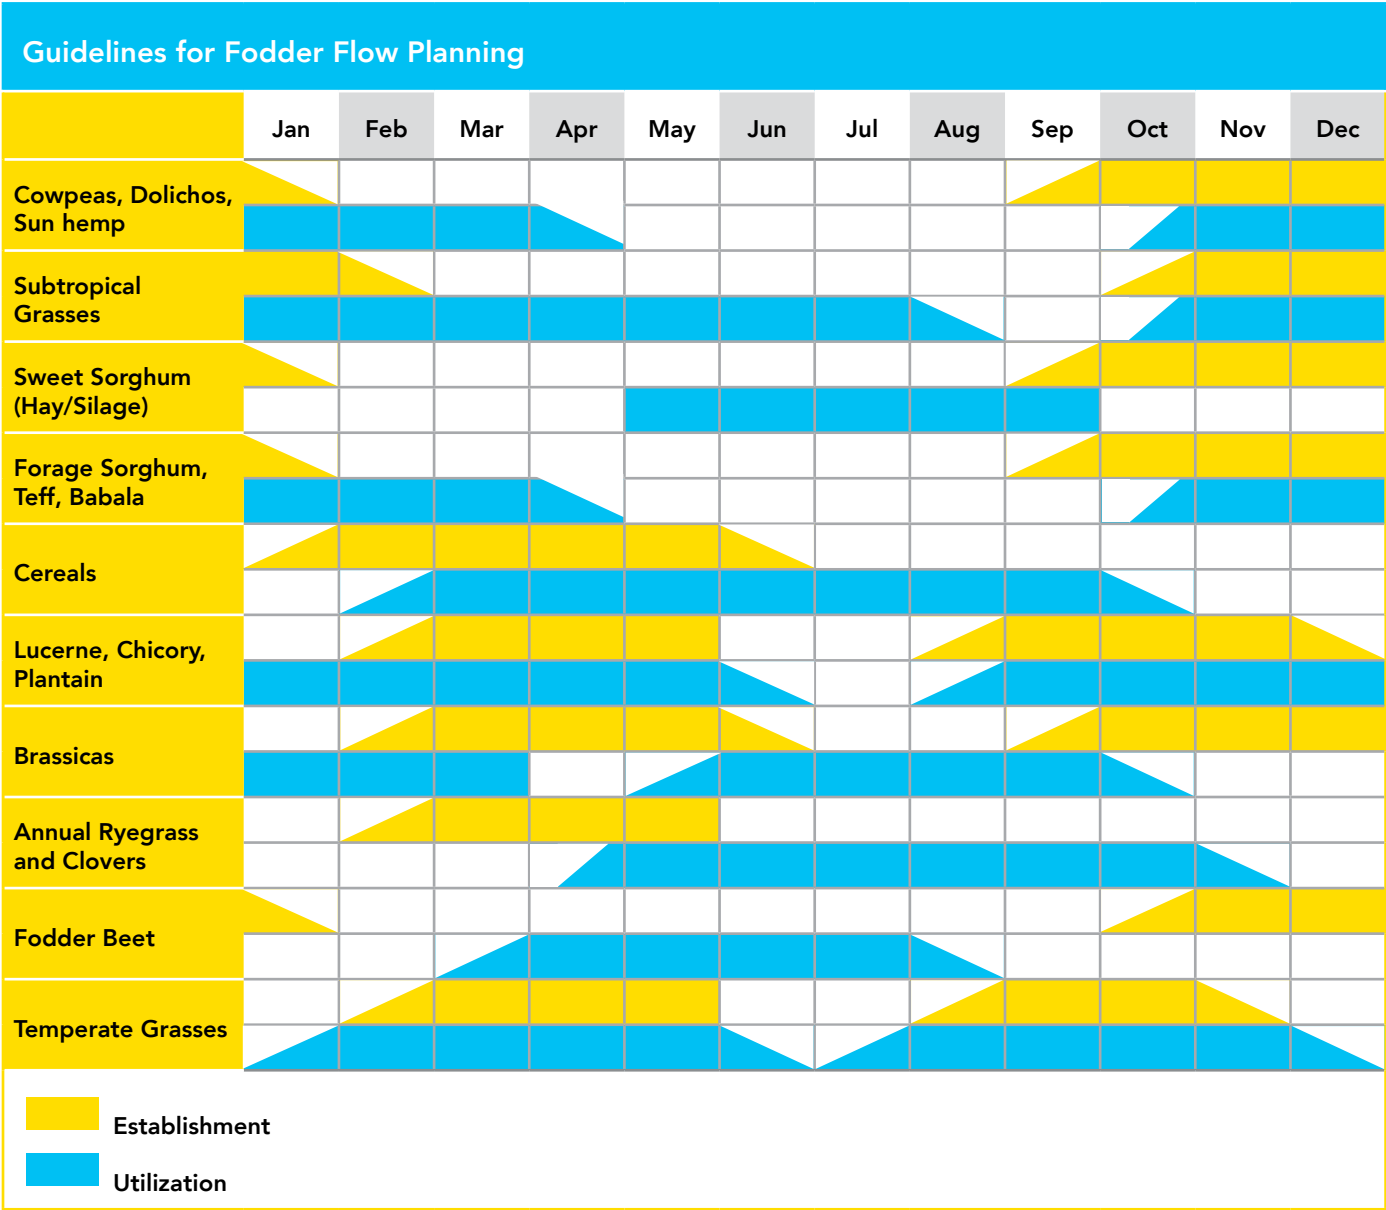 Guidelines for Fodder Flow Planning
Jan Feb Mar Apr May Jun Jul Aug Sep Oct Nov Dec
Cowpeas, Dolichos,
Sun hemp
Subtropical
Grasses
Sweet Sorghum
(Hay/Silage)
Forage Sorghum,
Teff, Babala
Cereals
Lucerne, Chicory,
Plantain
Brassicas
Annual Ryegrass
and Clovers
Fodder Beet
Temperate Grasses
Establishment
Utilization